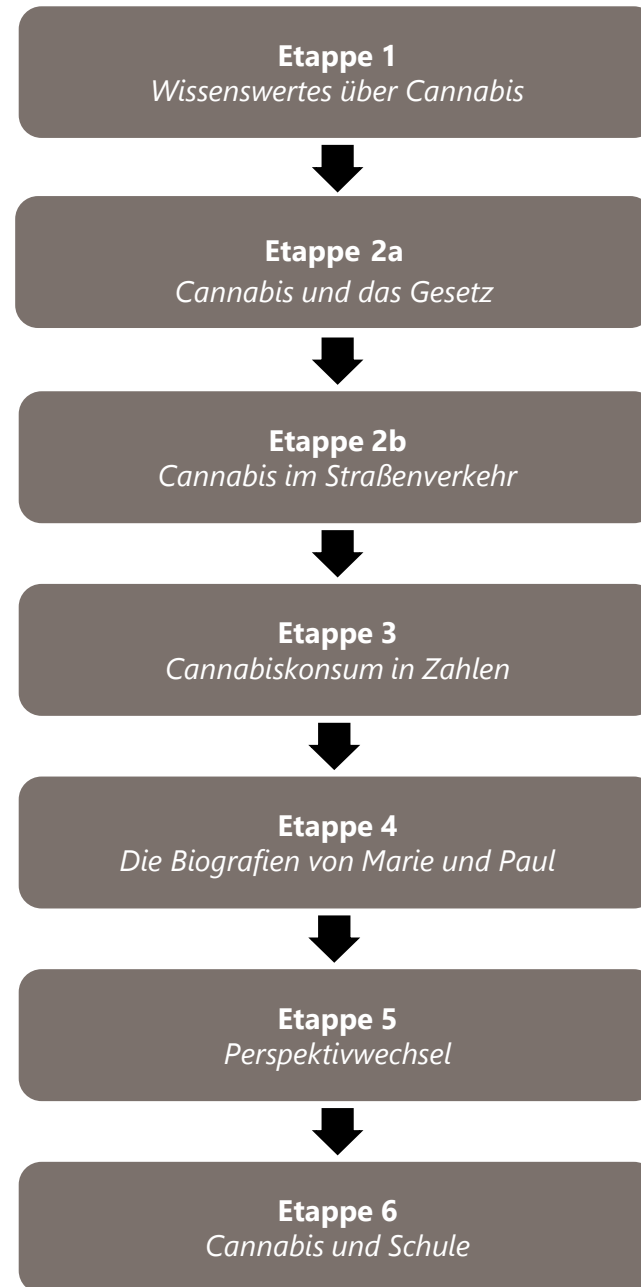 Etappe 1
Wissenswertes über Cannabis
Etappe 2a
Cannabis und das Gesetz
Etappe 2b
Cannabis im Straßenverkehr
Etappe 3
Cannabiskonsum in Zahlen
Etappe 4
Die Biografien von Marie und Paul
Etappe 5
Perspektivwechsel
Etappe 6
Cannabis und Schule